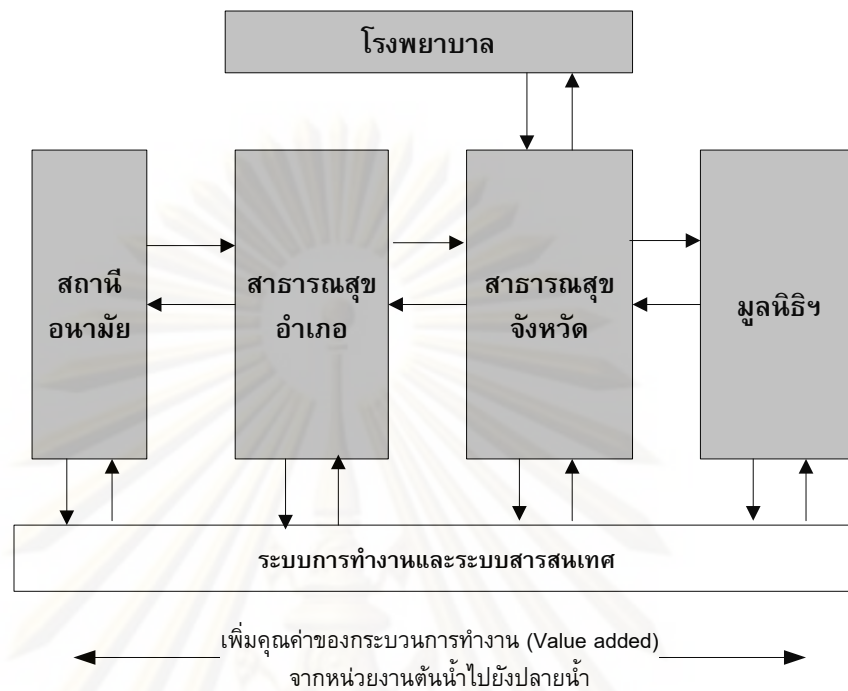 โรงพยาบาล
สถานี
อนามัย
สาธารณสุข
อำเภอ
สาธารณสุข
จังหวัด
มูลนิธิฯ
ระบบการทำงานและระบบสารสนเทศ
เพิ่มคุณค่าของกระบวนการทำงาน (Value added)
จากหน่วยงานต้นน้ำไปยังปลายน้ำ